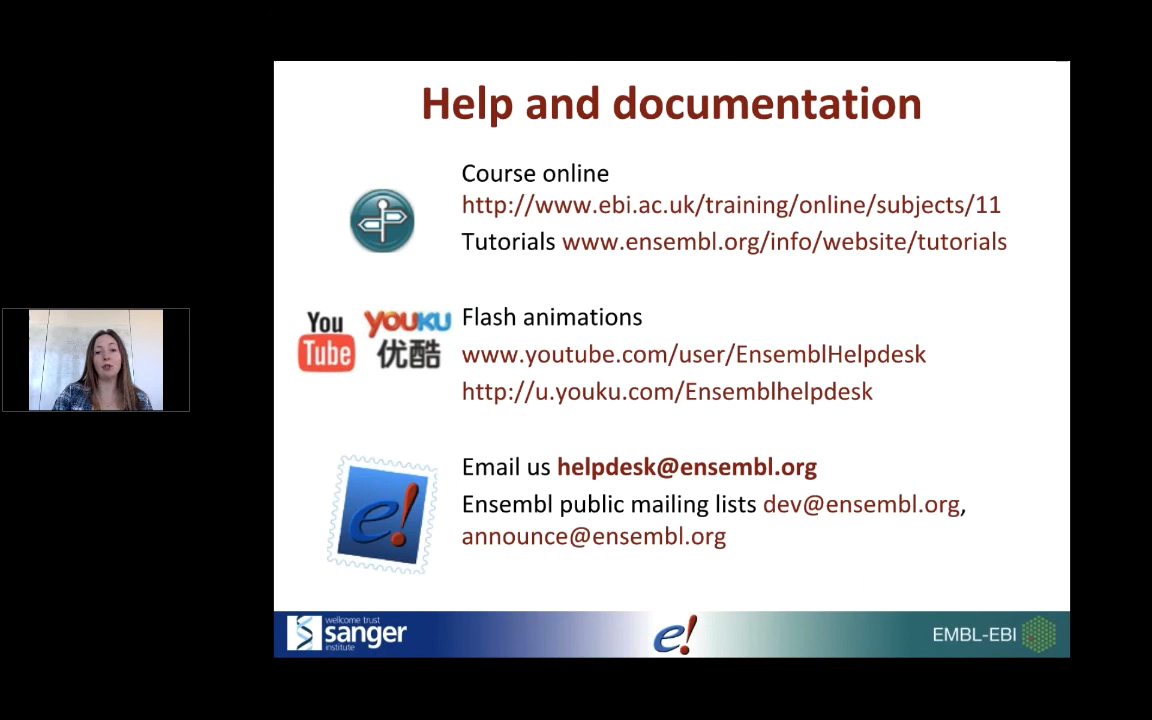 Help and documentation
Course online
http://www.ebi.ac.uk/training/online/subjects/11
Tutorials www.ensembl.org/info/website/tutorials
You
Tube
YOUKU
优酷
Flash animations
www.youtube.com/user/EnsemblHelpdesk
http://u.youku.com/Ensemblhelpdesk
e!
Email us helpdesk@ensembl.org
Ensembl public mailing lists dev@ensembl.org,
announce@ensembl.org
wellcome trust
sanger
institute
e!
EMBL-EBI